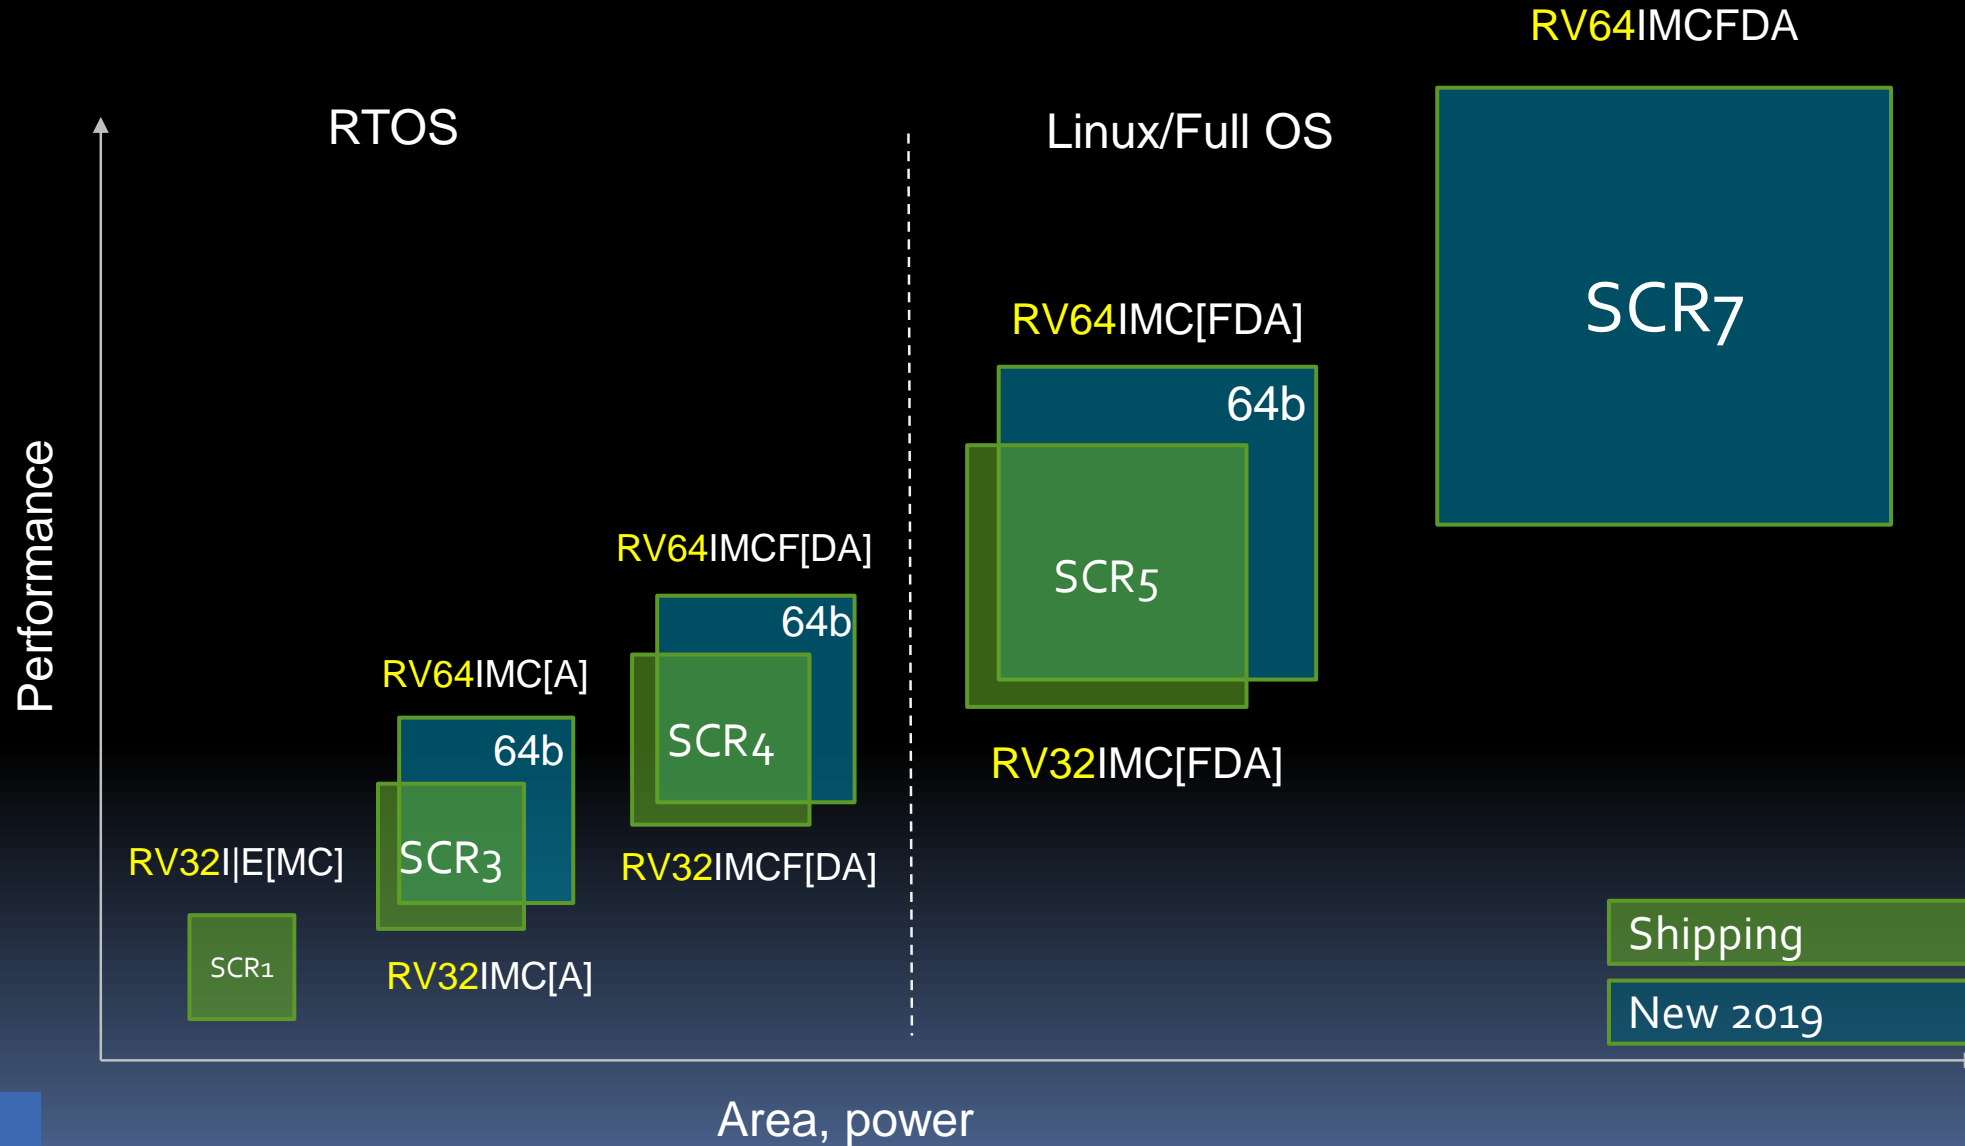 RV64IMCFDA
RTOS
Linux/Full OS
SCR7
RV64IMC[FDA]
64b
SCR5
RV32IMC[FDA]
RV64IMCF[DA]
64b
SCR4
RV32IMCF[DA]
RV64IMC[A]
64b
SCR3
RV32IMC[A]
RV32I|E[MC]
SCR1
Performance
Shipping
New 2019
Area, power